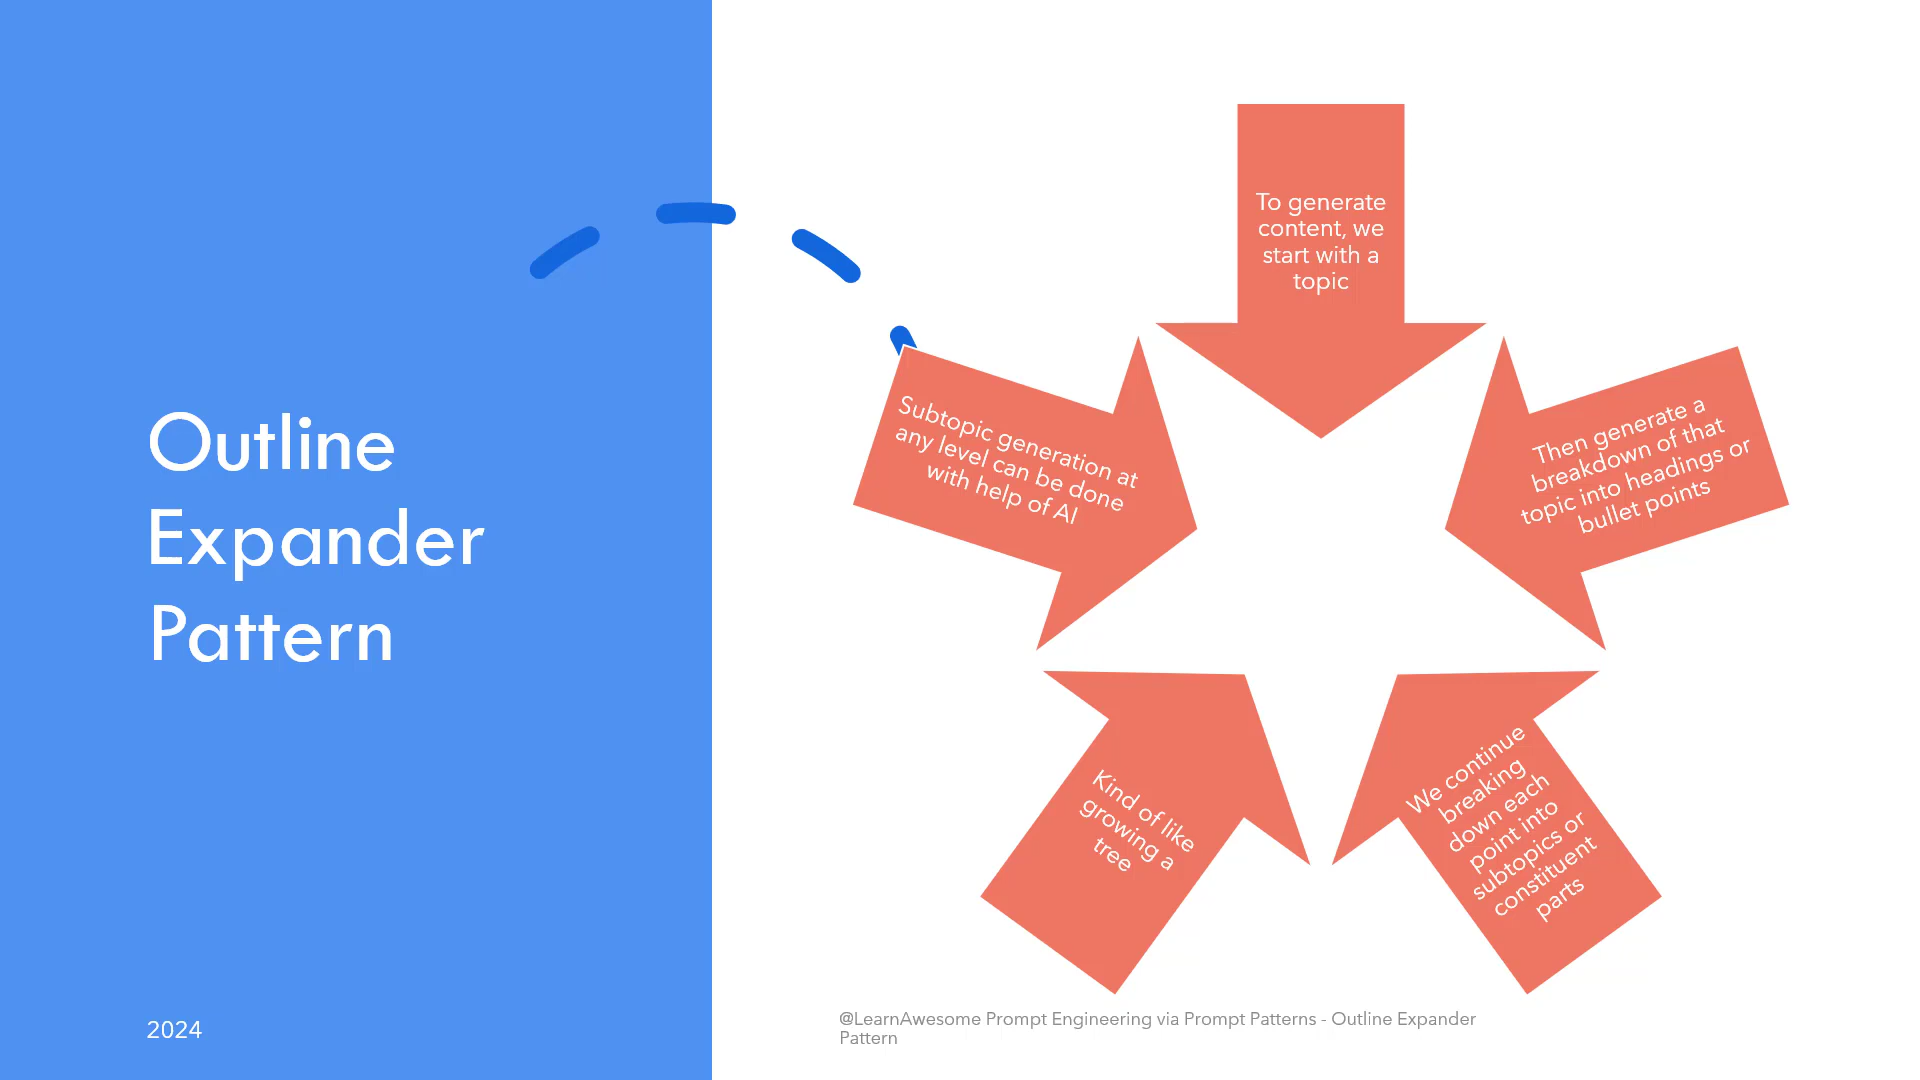 Outline
Expander
Pattern
2024
To generate
content, we
start with a
topic
Then generate a
breakdown of that
topic into headings or
bullet points
We continue
breaking
down each
point into
subtopics or
constituent
parts
Kind of like
growing a
tree
Subtopic generation at
any level can be done
with help of AI
@LearnAwesome Prompt Engineering via Prompt Patterns - Outline Expander
Pattern